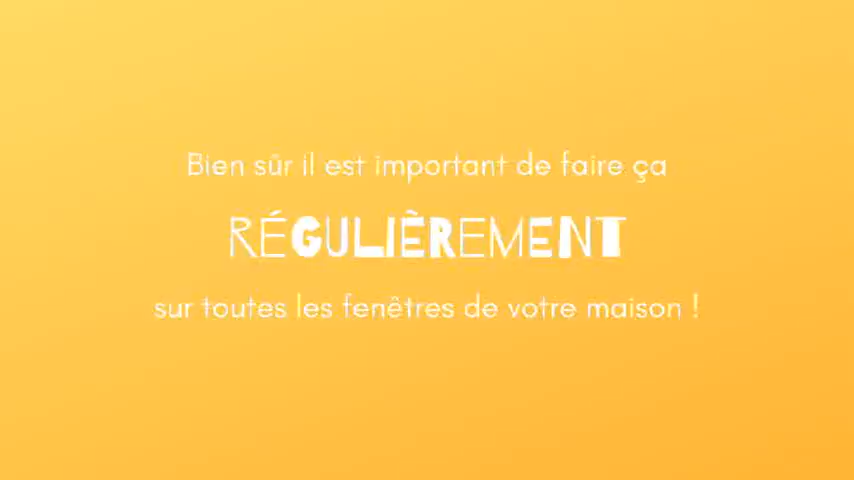 Bien sûr il est important de faire ça
RÉGULIÈREMENT
sur toutes les fenêtres de votre maison !